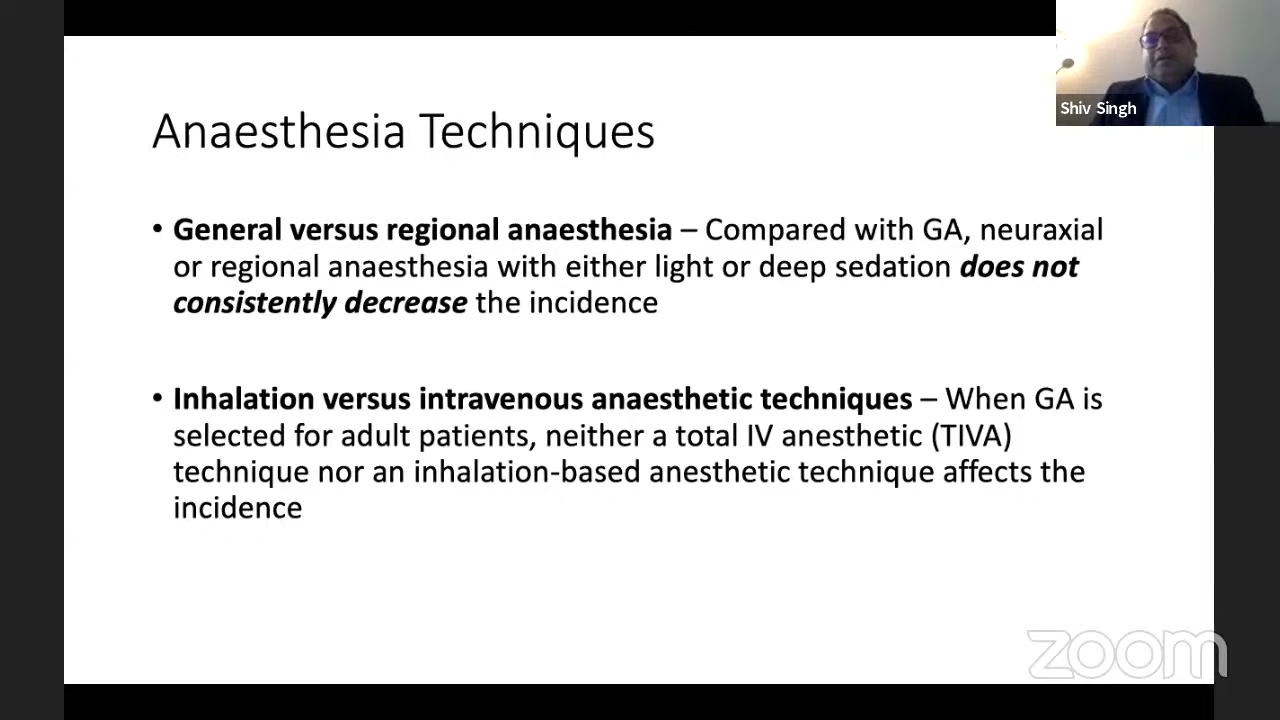 Shiv Singh
Anaesthesia Techniques
• General versus regional anaesthesia – Compared with GA, neuraxial
or regional anaesthesia with either light or deep sedation does not
consistently decrease the incidence
• Inhalation versus intravenous anaesthetic techniques – When GA is
selected for adult patients, neither a total IV anesthetic (TIVA)
technique nor an inhalation-based anesthetic technique affects the
incidence
zoom